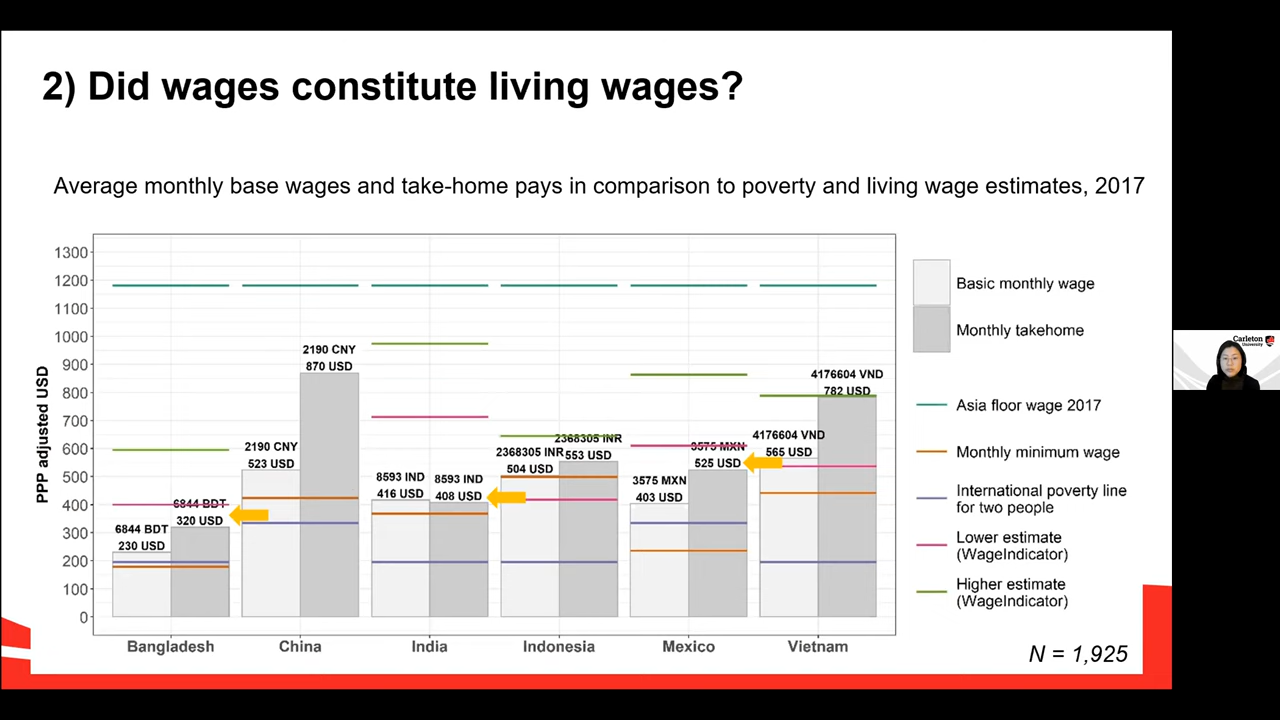 2) Did wages constitute living wages?
Average monthly base wages and take-home pays in comparison to poverty and living wage estimates, 2017
PPP adjusted USD
1300
1200
1100
1000
900
800
700
600
500
400
300
200
100
0
6844 BDT
230 USD
6844 BDT
320 USD
2190 CNY
523 USD
2190 CNY
870 USD
8593 IND
416 USD
8593 IND
408 USD
2368305 INR
504 USD
2368305 INR
553 USD
3575 MXN
403 USD
3575 MXN
525 USD
4176604 VND
565 USD
4176604 VND
782 USD
Bangladesh
China
India
Indonesia
Mexico
Vietnam
Basic monthly wage
Monthly takehome
Asia floor wage 2017
Monthly minimum wage
International poverty line
for two people
Lower estimate
(WageIndicator)
Higher estimate
(WageIndicator)
N = 1,925
Carleton
University